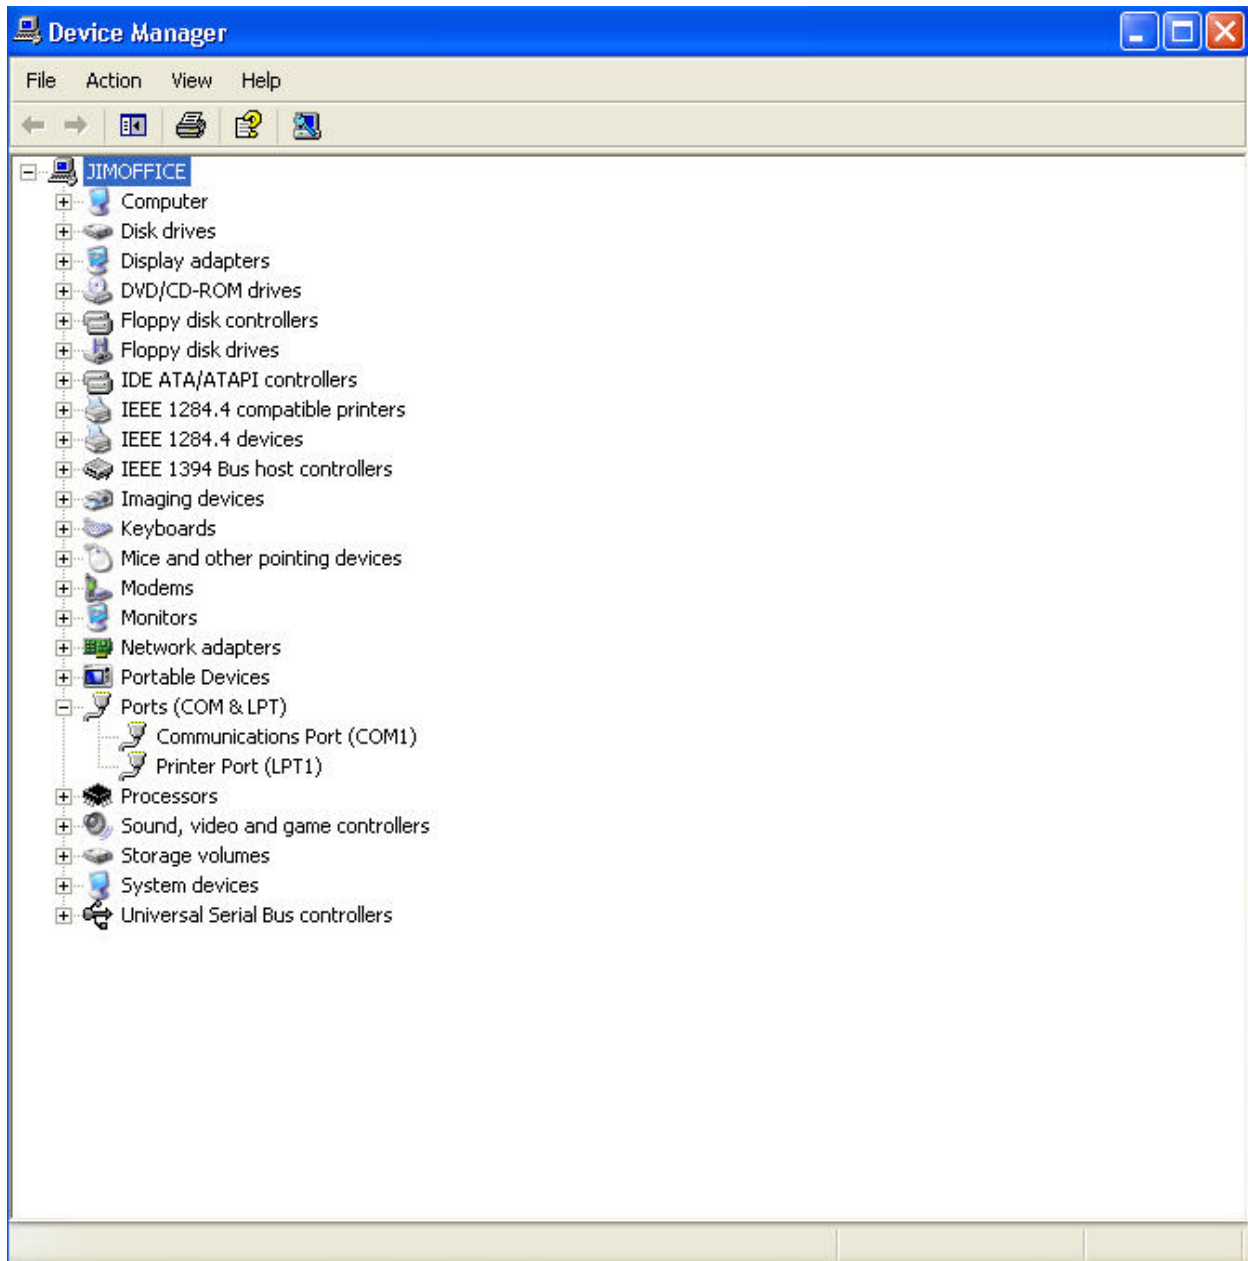 Device Manager
File Action View Help
JIMOFFICE
Computer
Disk drives
Display adapters
DVD/CD-ROM drives
Floppy disk controllers
Floppy disk drives
IDE ATA/ATAPI controllers
IEEE 1284.4 compatible printers
IEEE 1284.4 devices
IEEE 1394 Bus host controllers
Imaging devices
Keyboards
Mice and other pointing devices
Modems
Monitors
Network adapters
Portable Devices
Ports (COM & LPT)
Communications Port (COM1)
Printer Port (LPT1)
Processors
Sound, video and game controllers
Storage volumes
System devices
Universal Serial Bus controllers